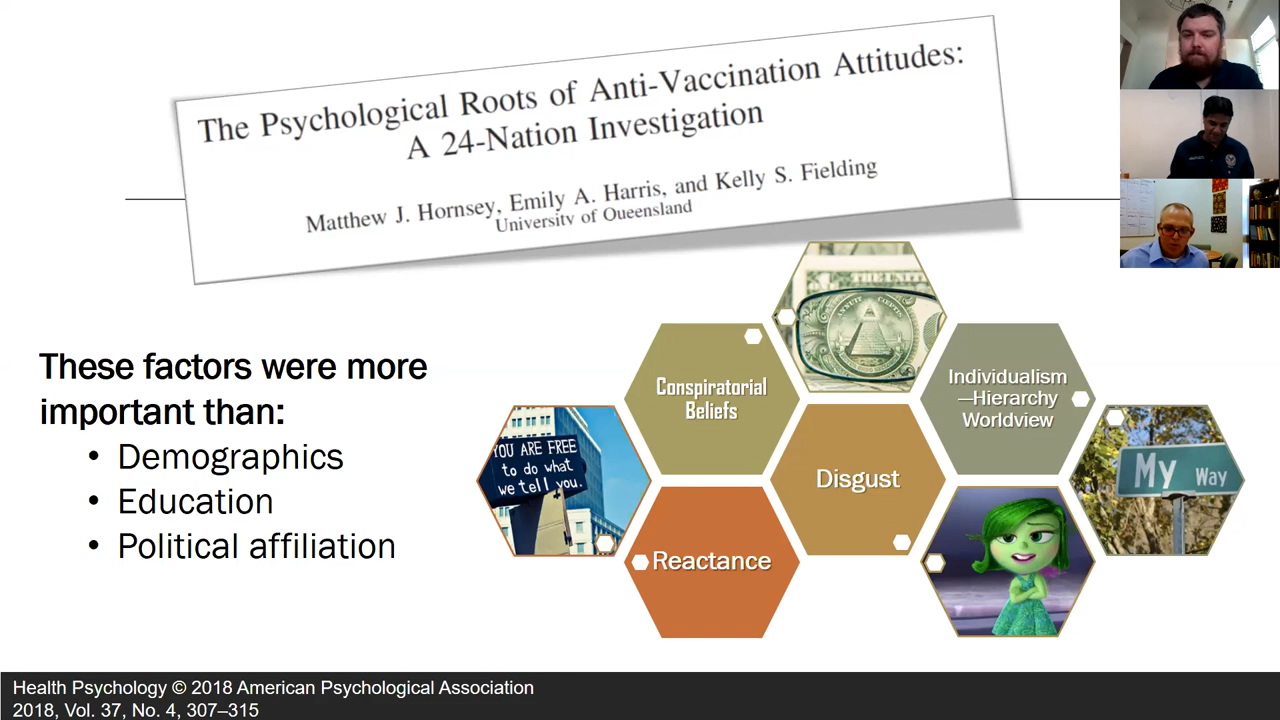 The Psychological Roots of Anti-Vaccination Attitudes:
A 24-Nation Investigation
Matthew J. Hornsey, Emily A. Harris, and Kelly S. Fielding
University of Queensland
These factors were more
important than:
• Demographics
• Education
• Political affiliation
Conspiratorial
Beliefs
Individualism
—Hierarchy
Worldview
YOU ARE FREE
to do what
we tell you.
Disgust
My Way
Reactance
Health Psychology © 2018 American Psychological Association
2018, Vol. 37, No. 4, 307–315